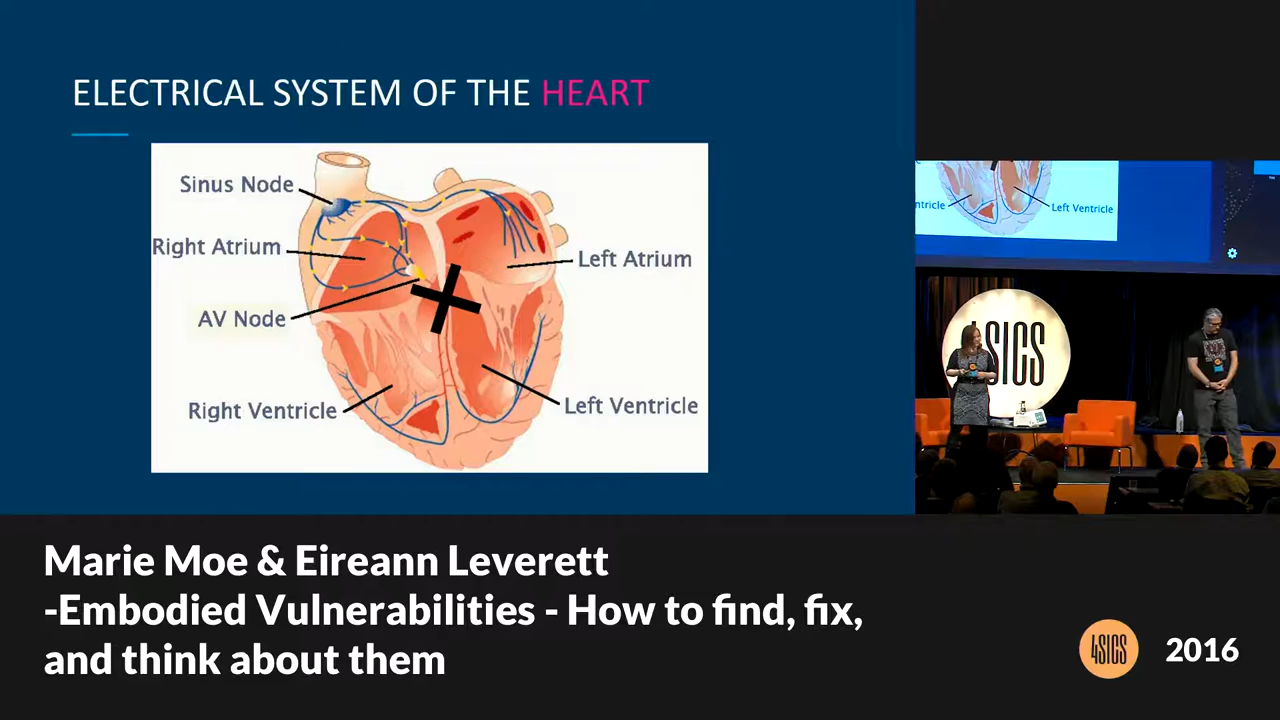 ELECTRICAL SYSTEM OF THE HEART
Sinus Node
Right Atrium
Left Atrium
AV Node
Right Ventricle
Left Ventricle
ntricle
Left Ventricle
4SICS
Marie Moe & Eireann Leverett
-Embodied Vulnerabilities - How to find, fix,
and think about them
4SICS
2016